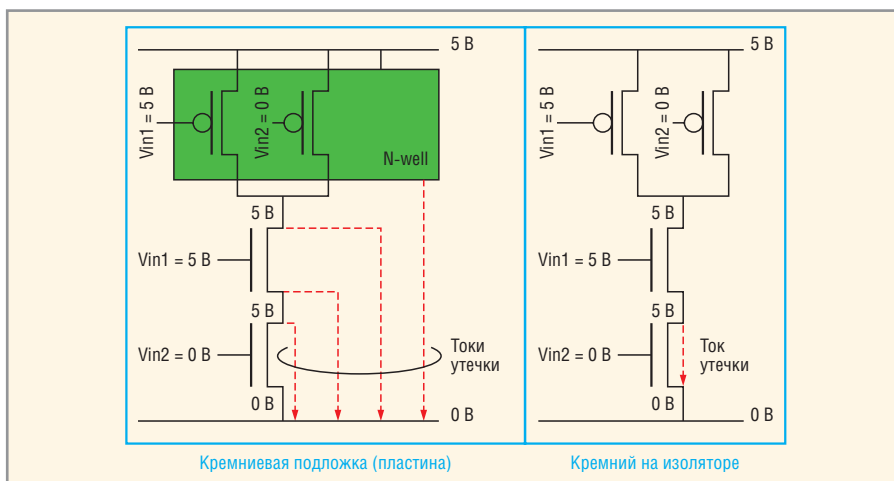 5 В
Vin1 = 5 В
Vin2 = 0 В
N-well
5 В
Vin1 = 5 В
5 В
Vin2 = 0 В
0 В
Токи
утечки
0 В
Кремниевая подложка (пластина)
5 В
Vin1 = 5 В
Vin2 = 0 В
5 В
Vin1 = 5 В
5 В
Vin2 = 0 В
0 В
Ток
утечки
0 В
Кремний на изоляторе